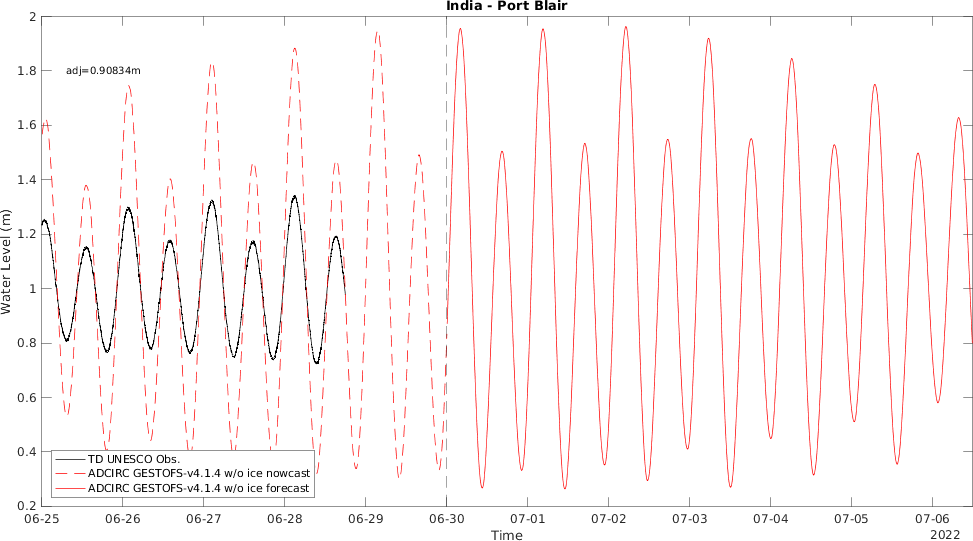 India - Port Blair
adj=0.90834m
Water Level (m)
2
1.8
1.6
1.4
1.2
1
0.8
0.6
0.4
0.2
TD UNESCO Obs.
ADCIRC GESTOFS-v4.1.4 w/o ice nowcast
ADCIRC GESTOFS-v4.1.4 w/o ice forecast
06-25 06-26 06-27 06-28 06-29 06-30 07-01 07-02 07-03 07-04 07-05 07-06
Time
2022